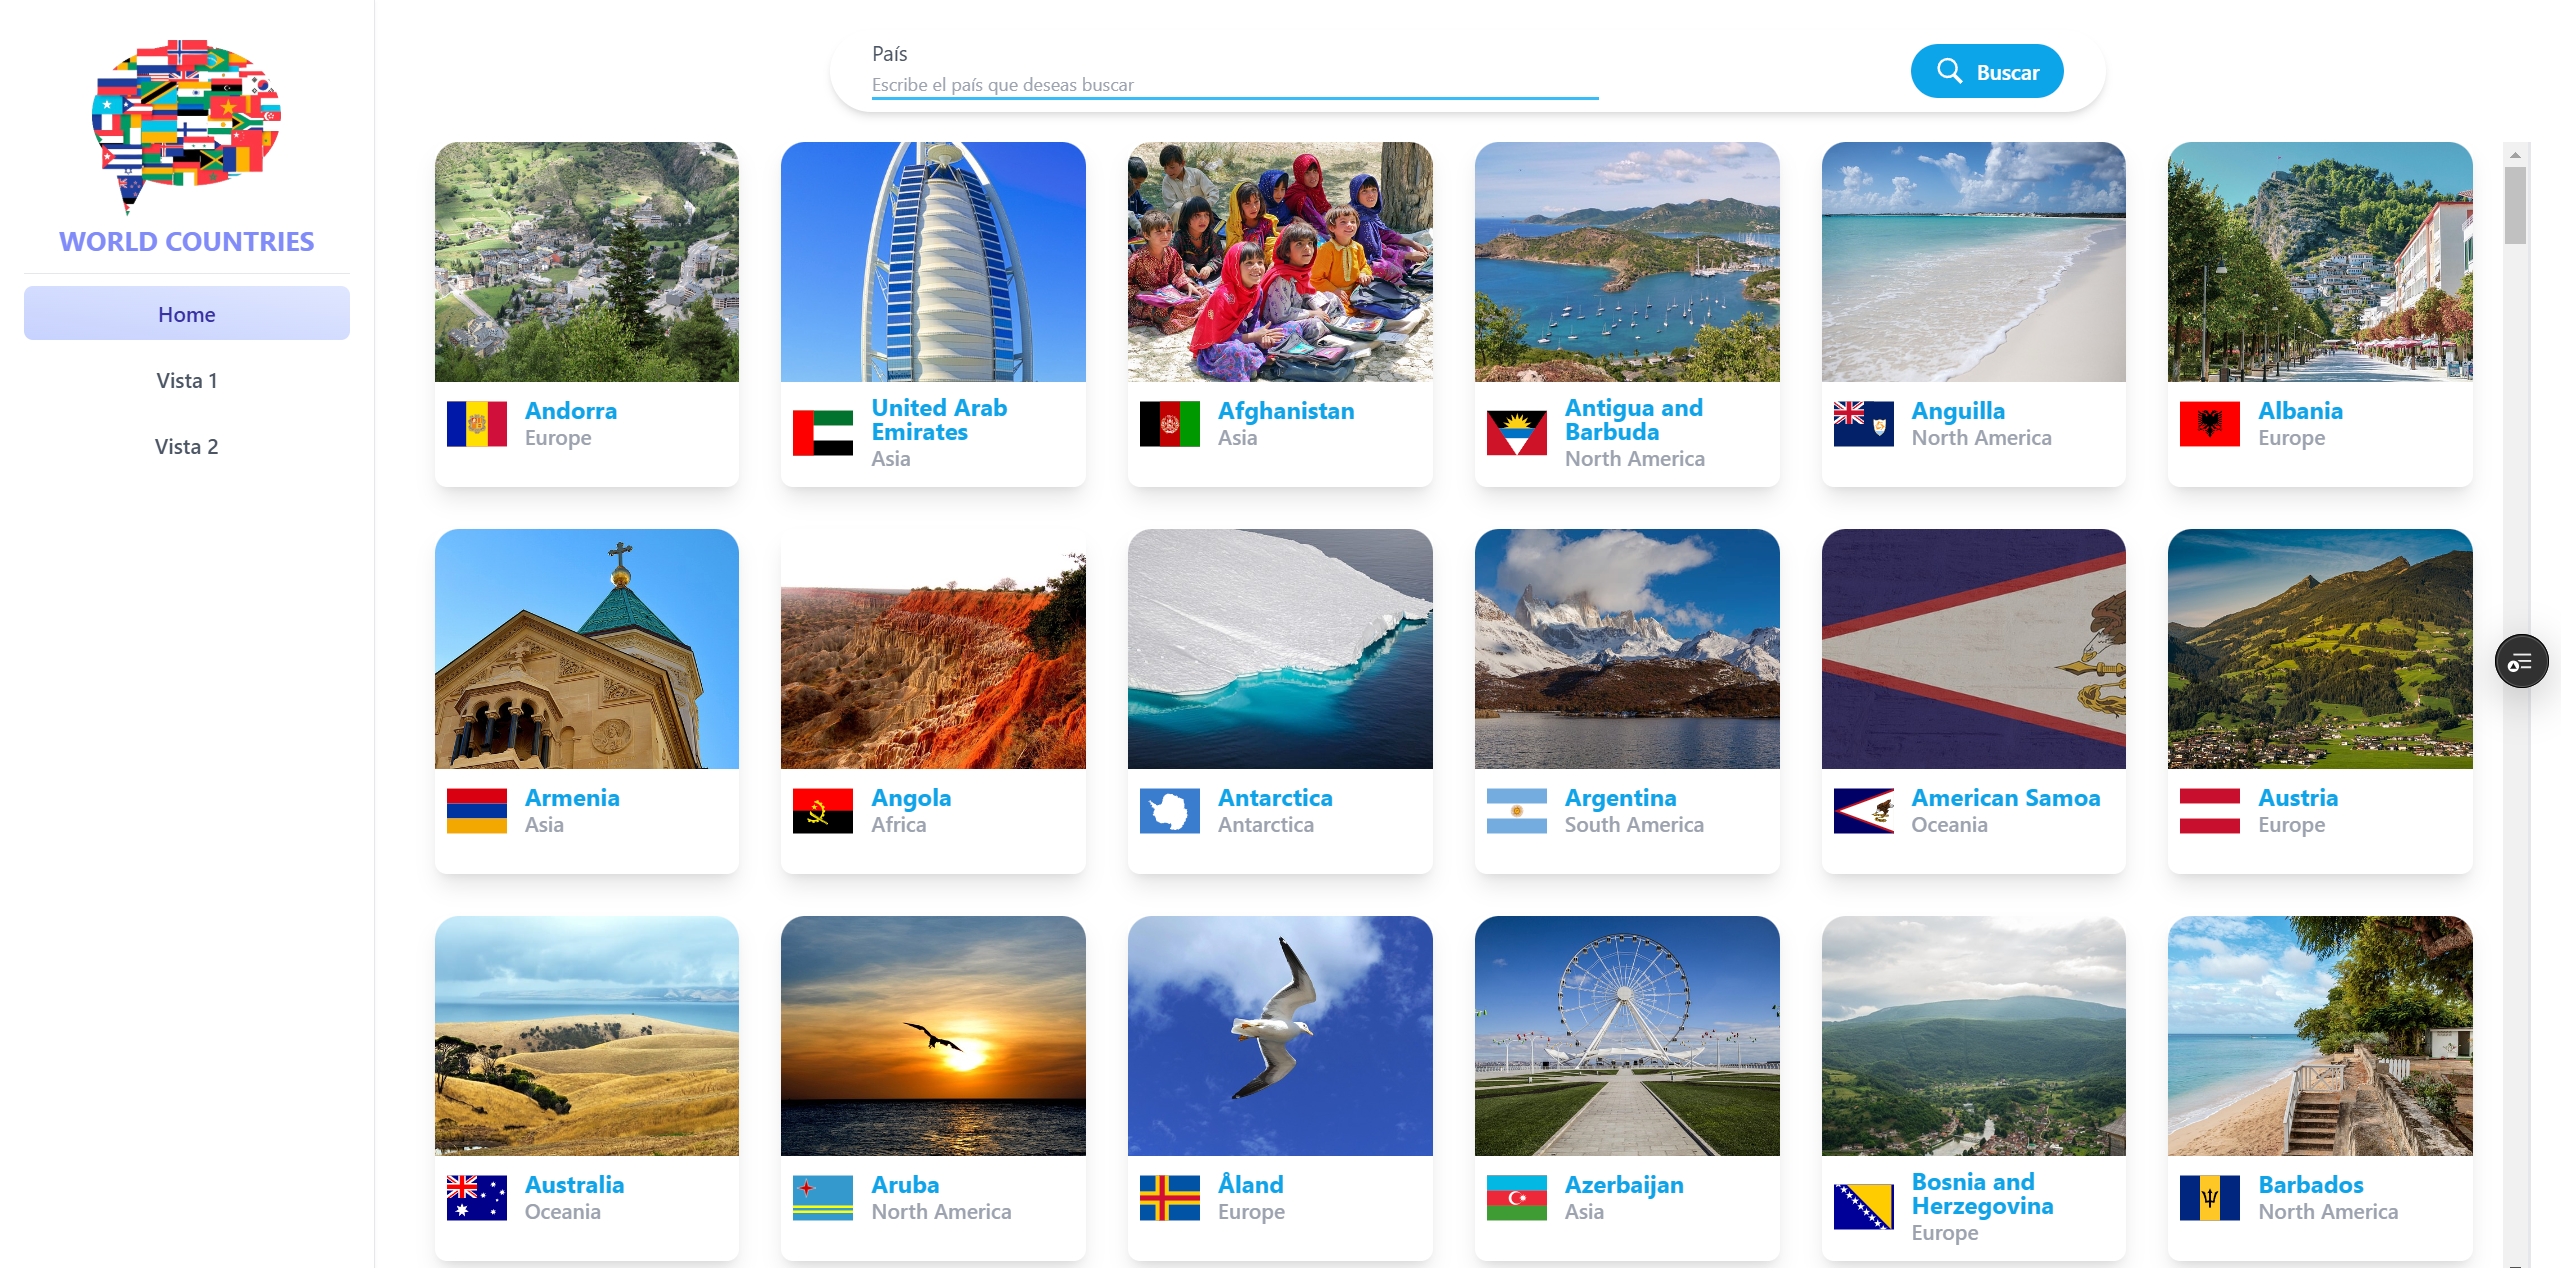 WORLD COUNTRIES
Home
Vista 1
Vista 2
País
Escribe el país que deseas buscar
Buscar
Andorra
Europe
United Arab
Emirates
Asia
Afghanistan
Asia
Antigua and
Barbuda
North America
Anguilla
North America
Albania
Europe
Armenia
Asia
Angola
Africa
Antarctica
Antarctica
Argentina
South America
American Samoa
Oceania
Austria
Europe
Australia
Oceania
Aruba
North America
Åland
Europe
Azerbaijan
Asia
Bosnia and
Herzegovina
Europe
Barbados
North America